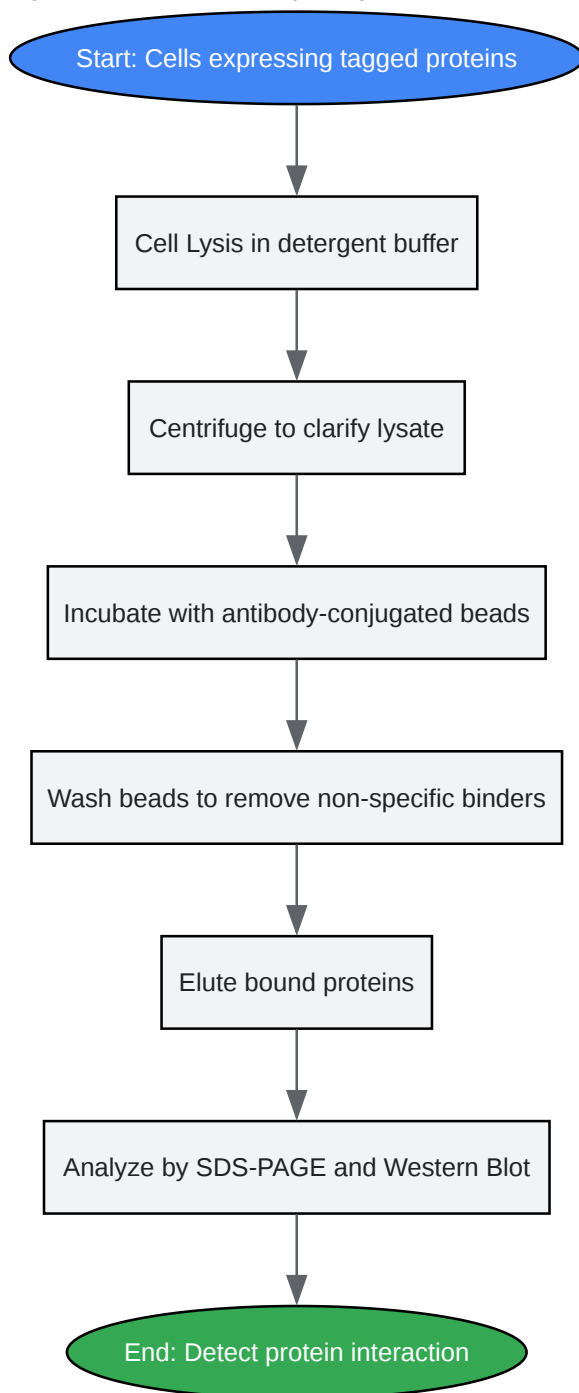 Start: Cells expressing tagged proteins
Cell Lysis in detergent buffer
Centrifuge to clarify lysate
Incubate with antibody-conjugated beads
Wash beads to remove non-specific binders
Elute bound proteins
Analyze by SDS-PAGE and Western Blot
End: Detect protein interaction